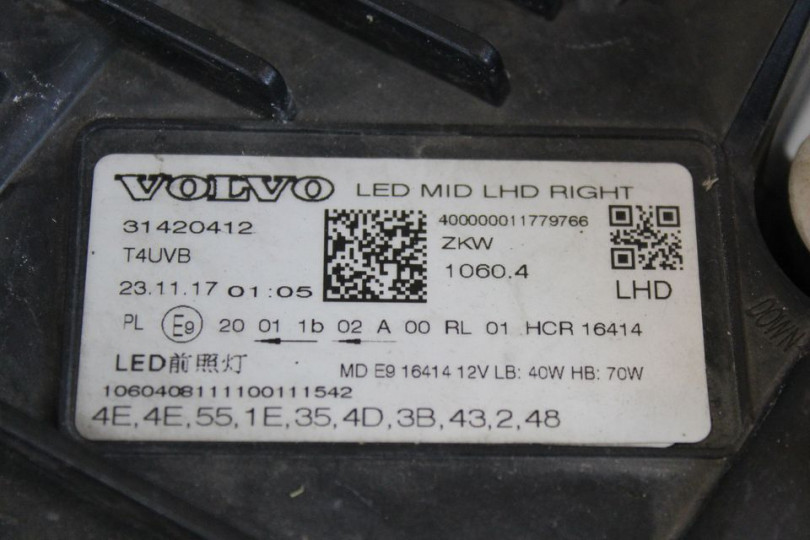 VOLVO LED MID LHD RIGHT
31420412
T4UVB
23.11.17 01:05
400000011779766
ZKW
1060.4
LHD
PL E9 20 01 1b 02 A 00 RL 01 HCR 16414
LED前照灯
MD E9 16414 12V LB: 40W HB: 70W
1060408111100111542
4E,4E,55,1E,35,4D,3B,43,2,48
DOWN